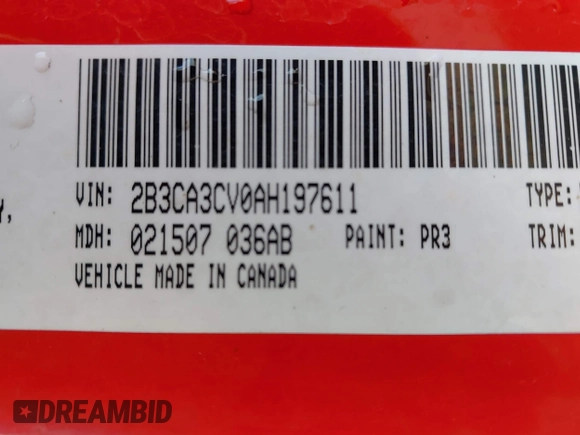 VIN: 2B3CA3CV0AH197611 TYPE:
Y,
MDH: 021507 036AB PAINT: PR3 TRIM:
VEHICLE MADE IN CANADA
DREAMBID